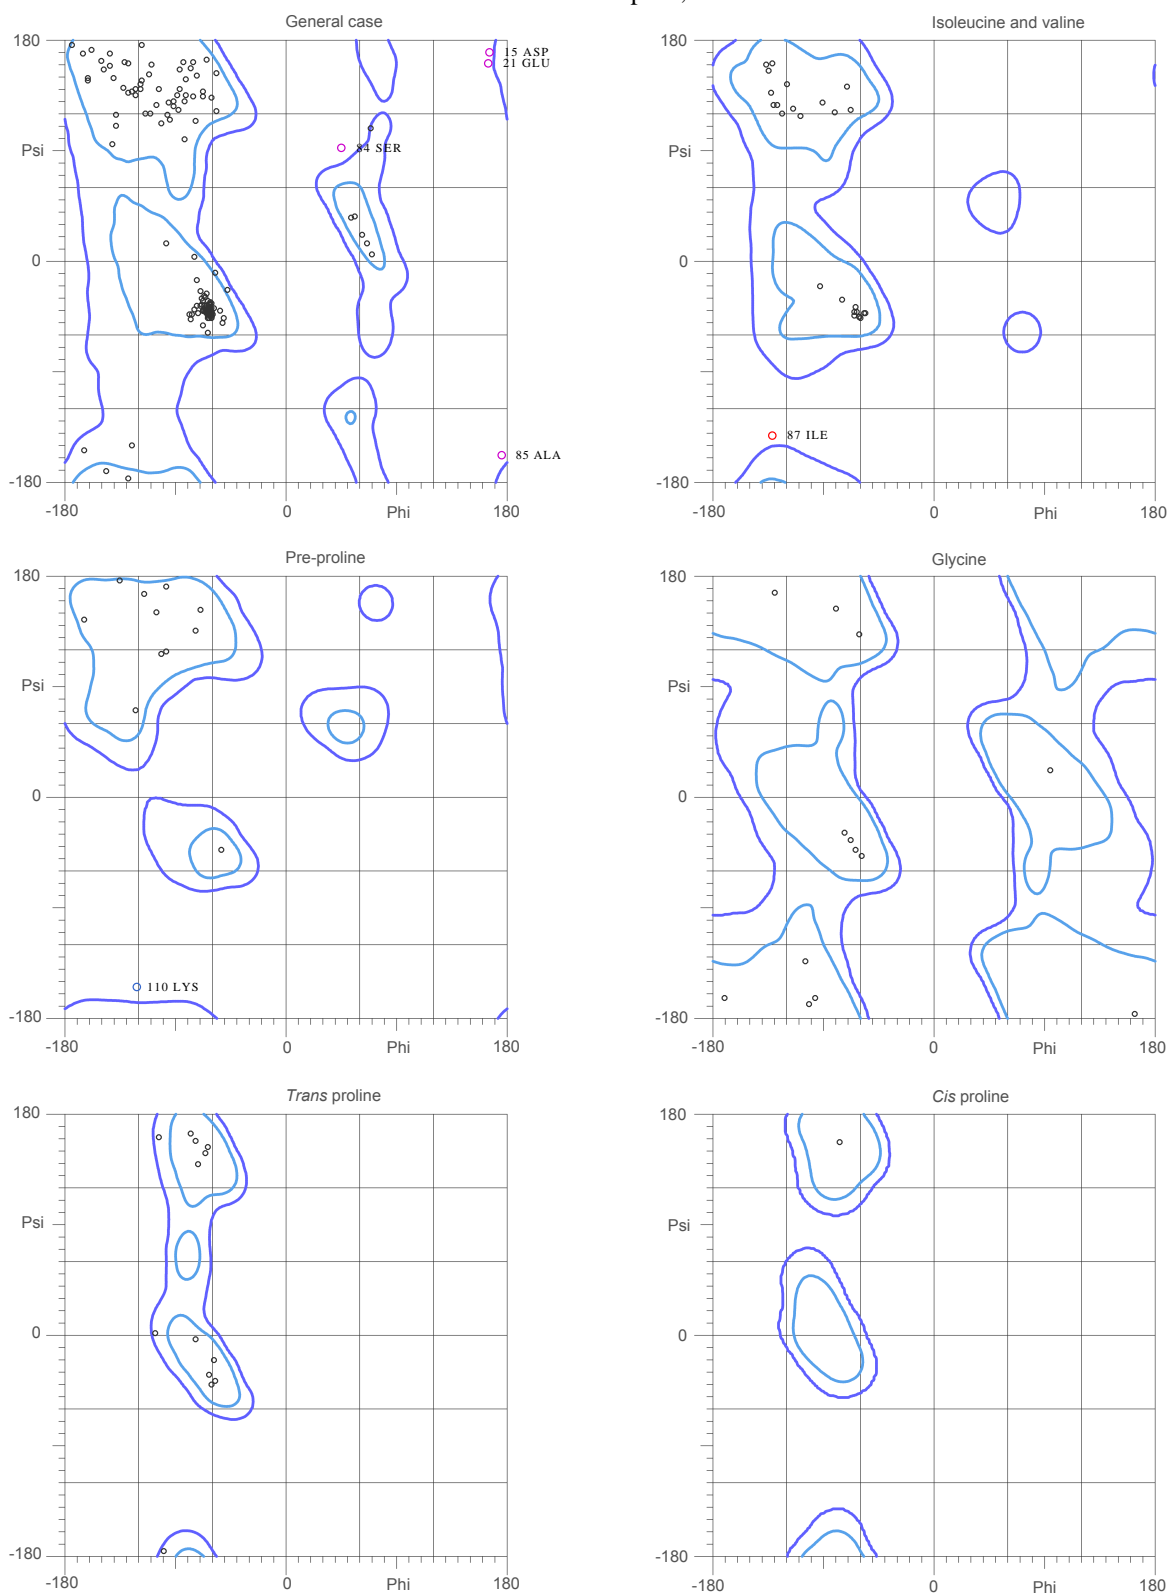 General case
180
15 ASP
21 GLU
84 SER
Psi
0
85 ALA
-180
-180
0
Phi
180
Isoleucine and valine
180
Psi
0
87 ILE
-180
-180
0
Phi
180
Pre-proline
180
Psi
0
110 LYS
-180
-180
0
Phi
180
Glycine
180
Psi
0
-180
-180
0
Phi
180
Trans proline
180
Psi
0
-180
-180
0
Phi
180
Cis proline
180
Psi
0
-180
-180
0
Phi
180